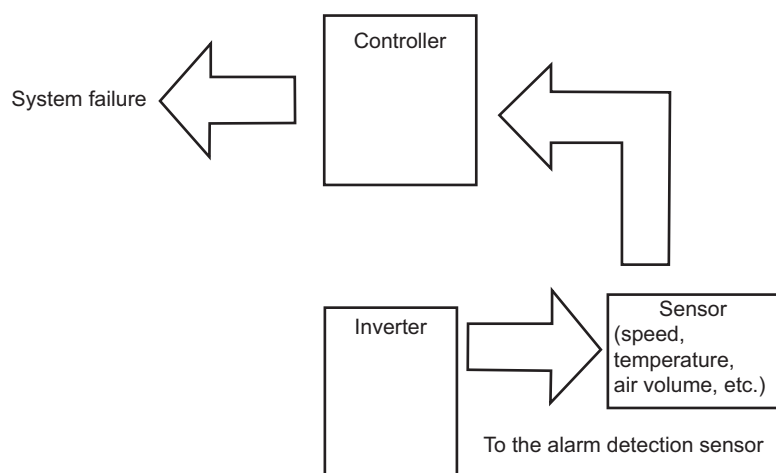 Controller
System failure
Inverter
Sensor
(speed,
temperature,
air volume, etc.)
To the alarm detection sensor